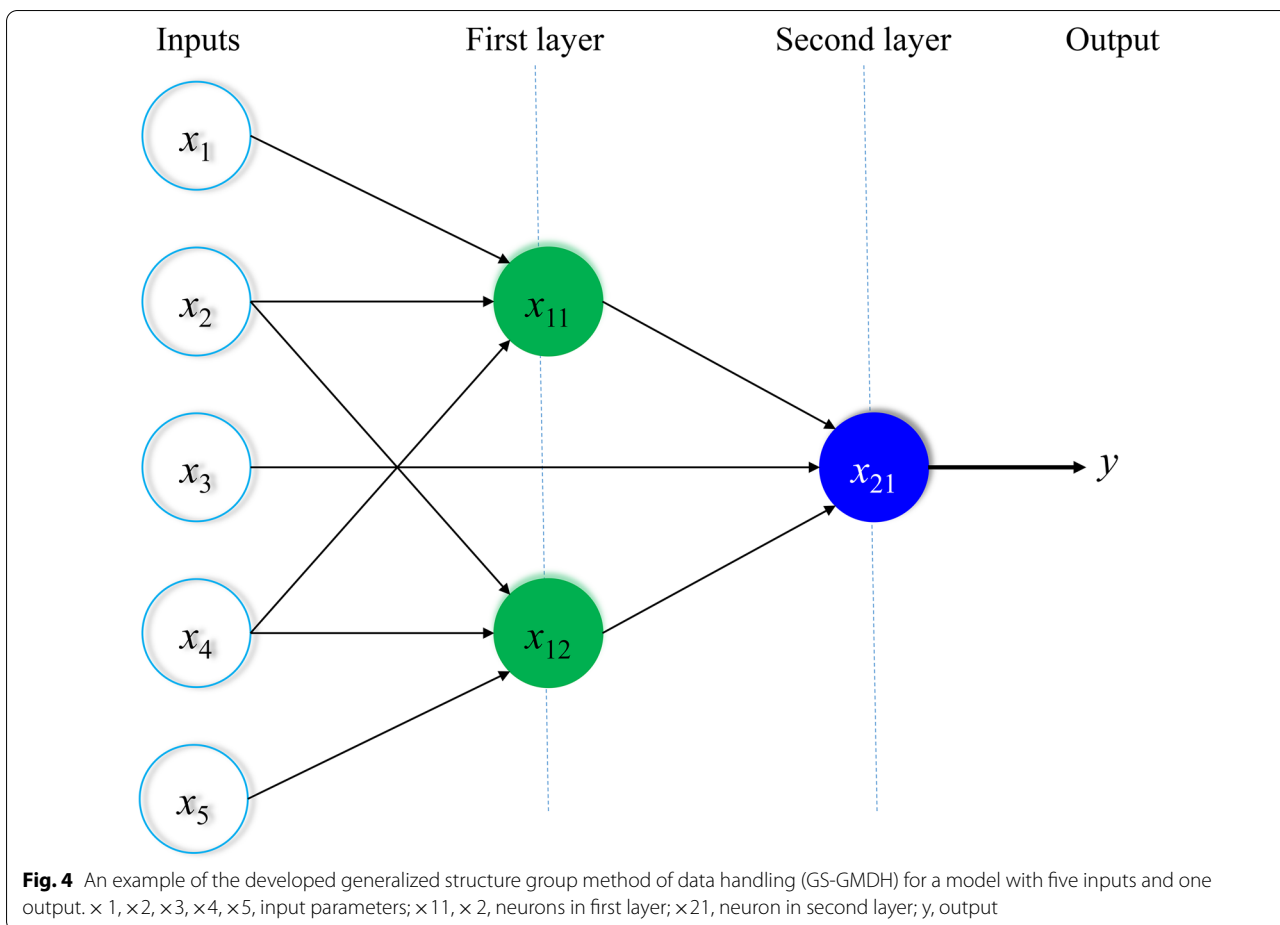 Inputs First layer Second layer Output
x1
x2
x3
x4
x5
x11
x12
x21
y
Fig. 4 An example of the developed generalized structure group method of data handling (GS-GMDH) for a model with five inputs and one
output. × 1, ×2, ×3, ×4, ×5, input parameters; ×11, × 2, neurons in first layer; ×21, neuron in second layer; y, output